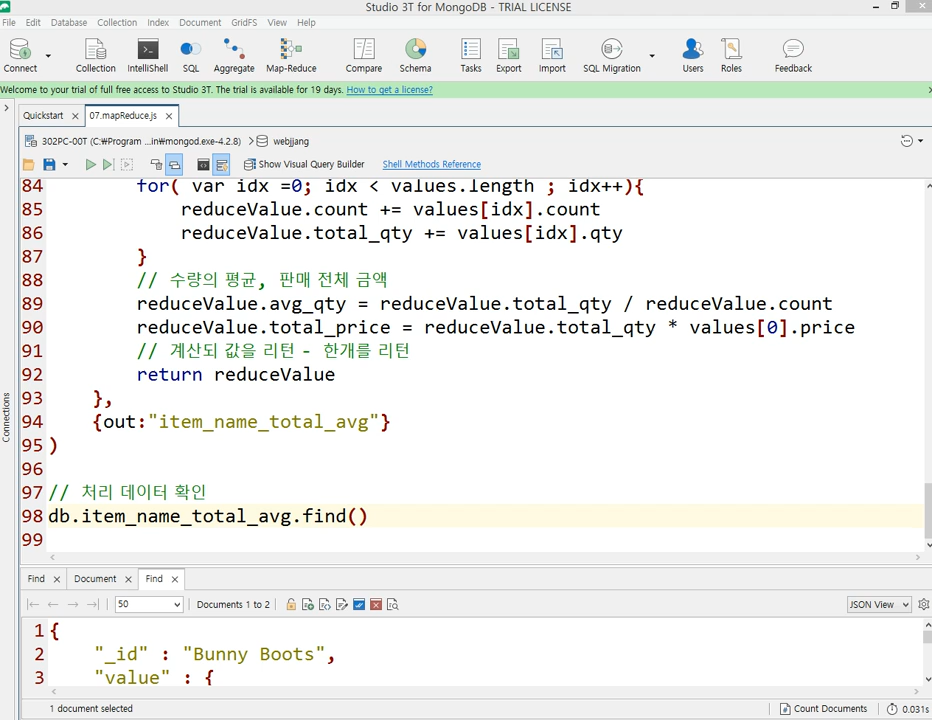 Studio 3T for MongoDB - TRIAL LICENSE
File Edit Database Collection Index Document GridFS View Help
Connect Collection IntelliShell SQL Aggregate Map-Reduce Compare Schema Tasks Export Import SQL Migration Users Roles Feedback
Welcome to your trial of full free access to Studio 3T. The trial is available for 19 days. How to get a license?
Quickstart 07.mapReduce.js
302PC-00T (C:₩Program ...in₩mongod.exe-4.2.8) webjjang
Show Visual Query Builder Shell Methods Reference
84 for( var idx =0; idx < values.length ; idx++){
85 reduceValue.count += values[idx].count
86 reduceValue.total_qty += values[idx].qty
87 }
88 // 수량의 평균, 판매 전체 금액
89 reduceValue.avg_qty = reduceValue.total_qty / reduceValue.count
90 reduceValue.total_price = reduceValue.total_qty * values[0].price
91 // 계산되 값을 리턴 - 한개를 리턴
92 return reduceValue
93 },
94 {out:"item_name_total_avg"}
95 )
96
97 // 처리 데이터 확인
98 db.item_name_total_avg.find()
99
Connections
Find Document Find
50 Documents 1 to 2 JSON View
1 {
2 "_id" : "Bunny Boots",
3 "value" : {
1 document selected Count Documents 0.031s